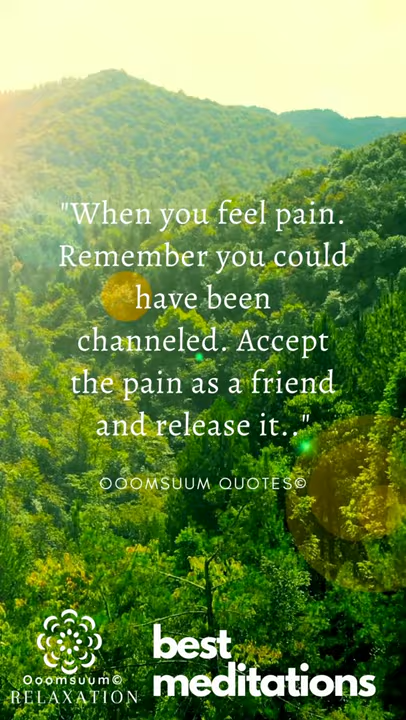 "When you feel pain.
Remember you could
have been
channeled. Accept
the pain as a friend
and release it.."
OOOMSUUM QUOTES©
Ooomsuum©
RELAXATION
best
meditations